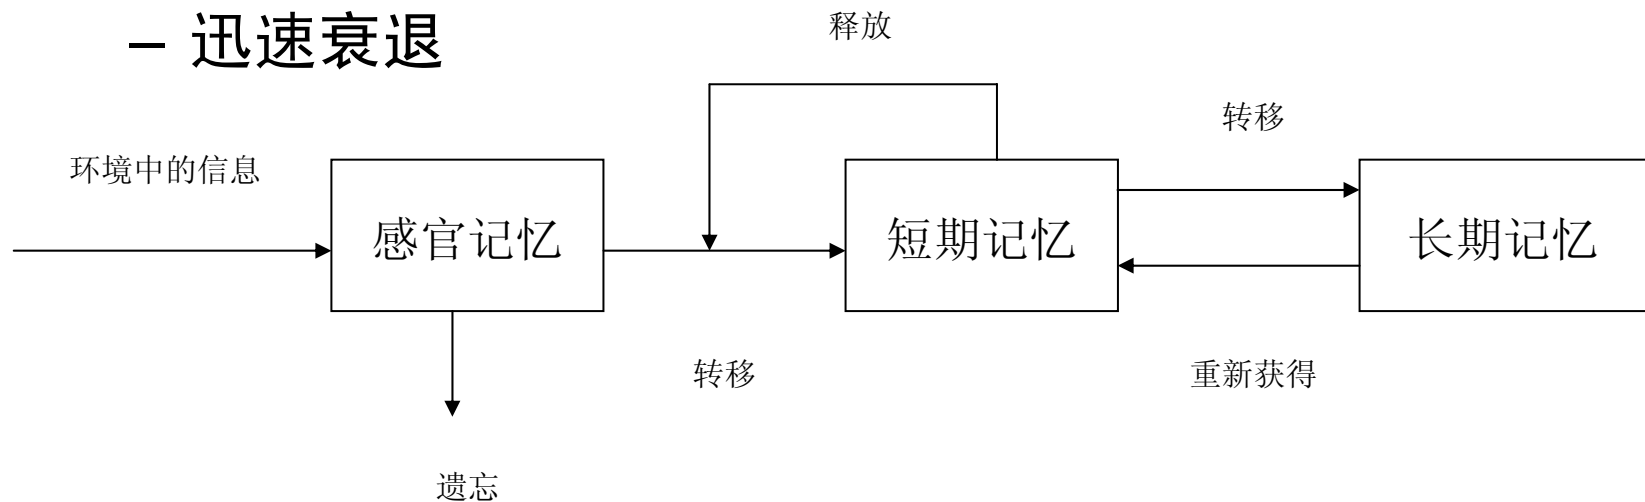 – 迅速衰退
释放
转移
环境中的信息
感官记忆
短期记忆
长期记忆
转移
重新获得
遗忘